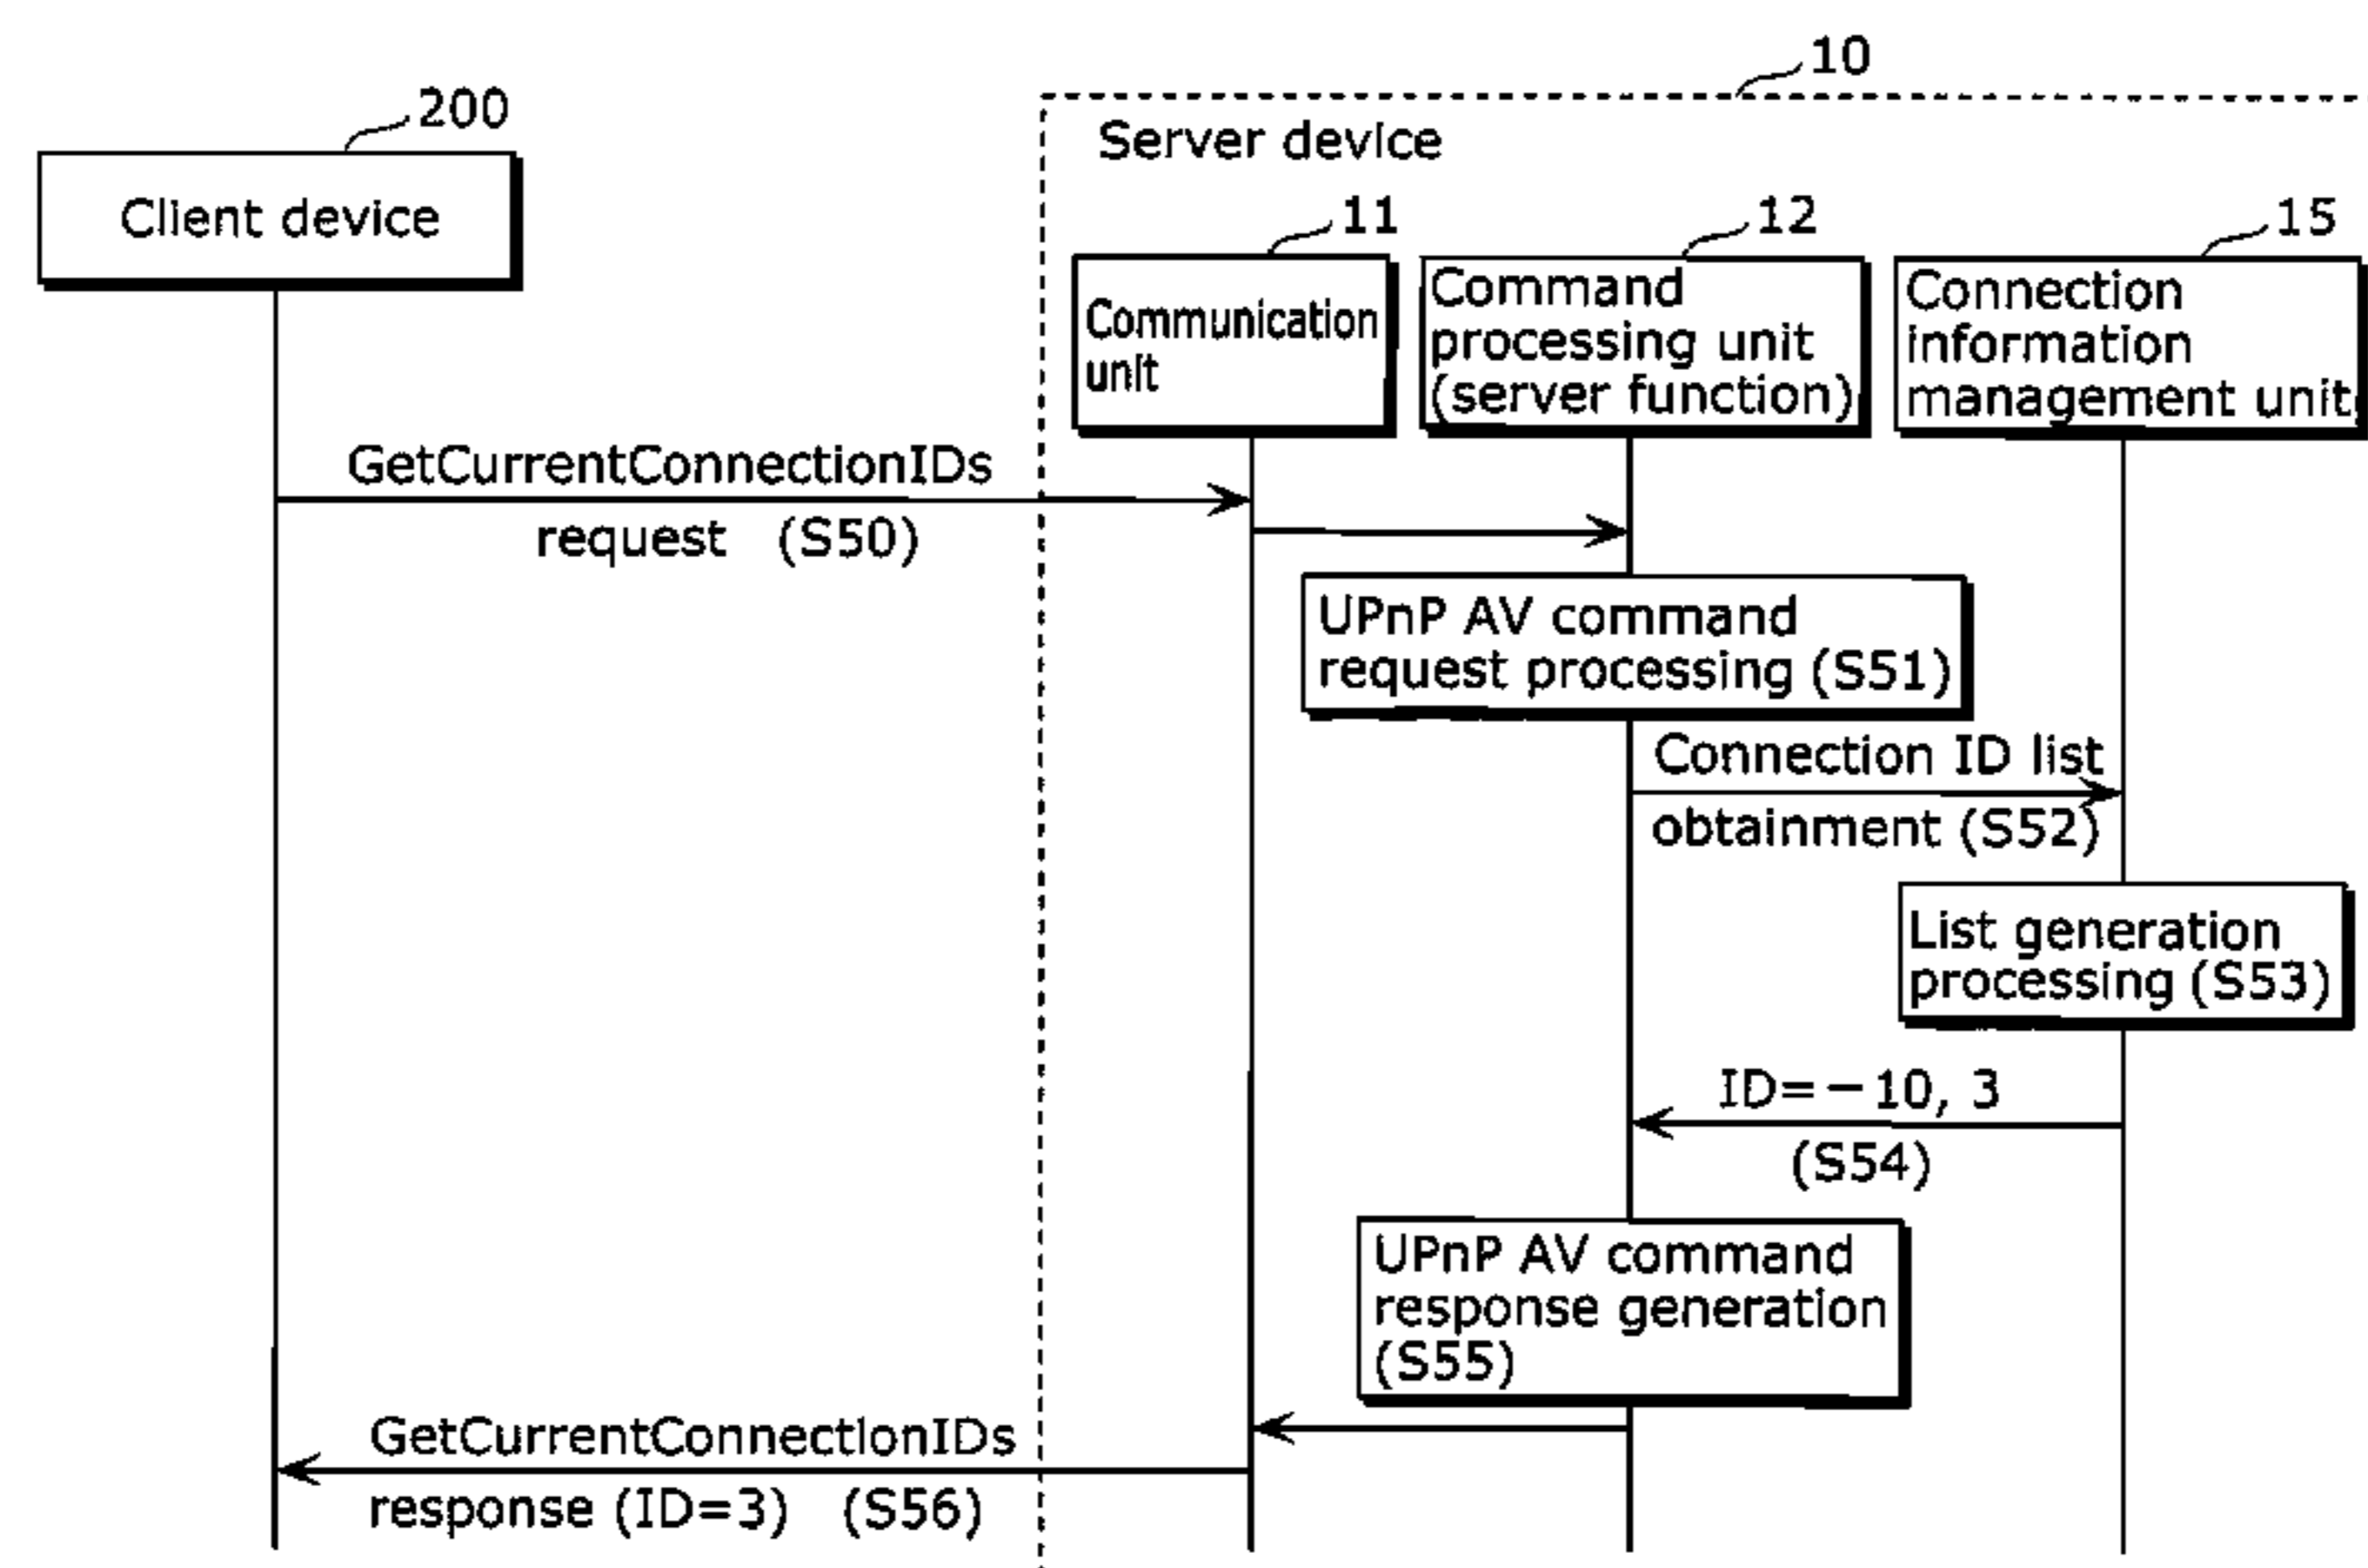 10
200
Server device
Client device
11
12
15
Communication
unit
Command
processing unit
(server function)
Connection
information
management unit
GetCurrentConnectionIDs
request (S50)
UPnP AV command
request processing (S51)
Connection ID list
obtainment (S52)
List generation
processing (S53)
ID=−10, 3
(S54)
UPnP AV command
response generation
(S55)
GetCurrentConnectionIDs
response (ID=3) (S56)